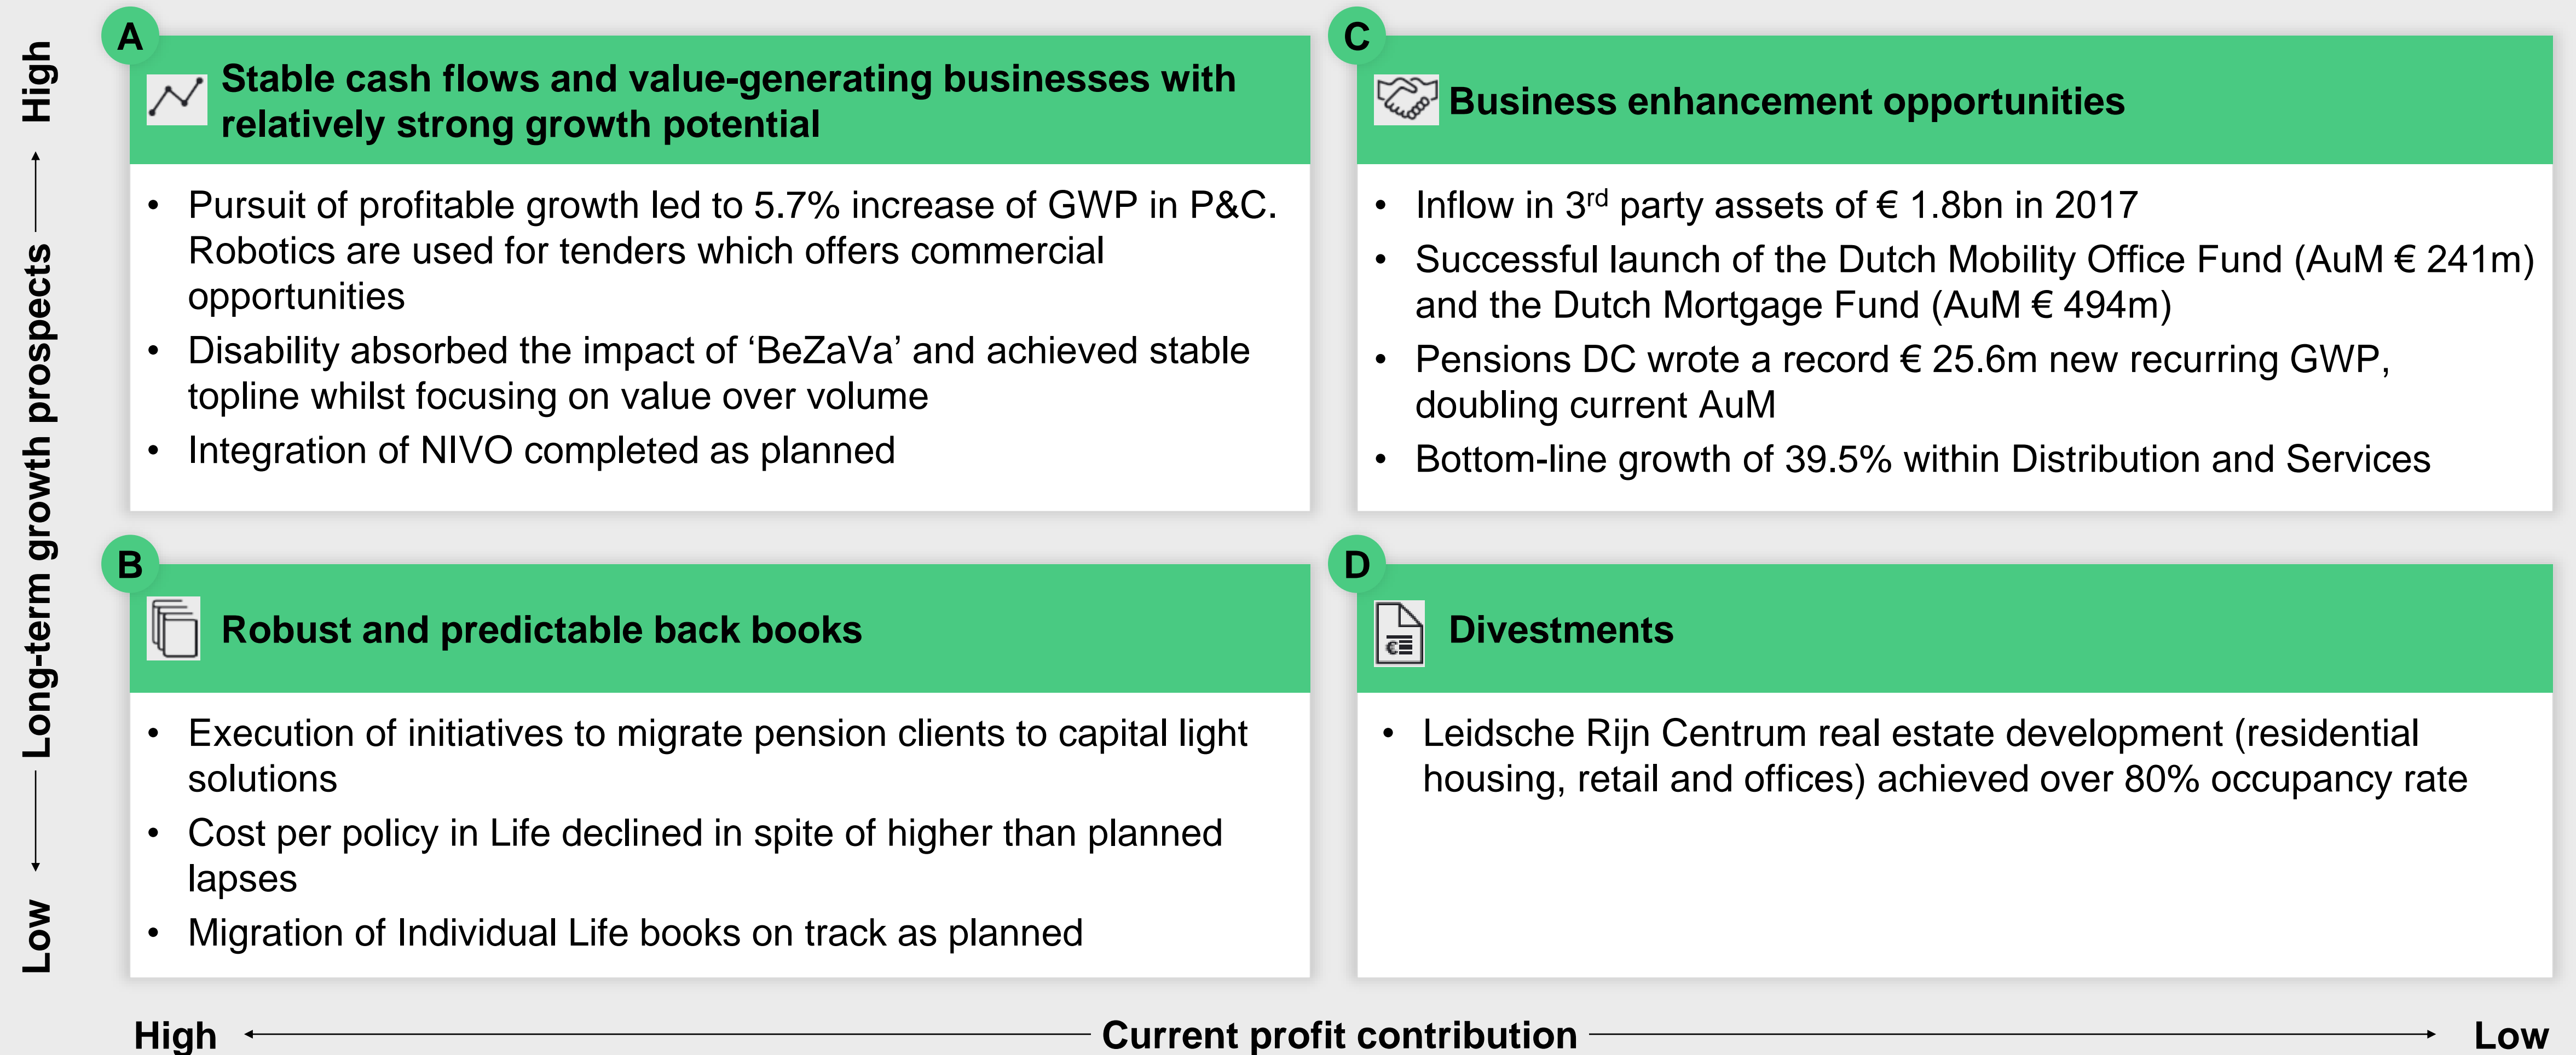 High
Long-term growth prospects
Low
A
Stable cash flows and value-generating businesses with
relatively strong growth potential
• Pursuit of profitable growth led to 5.7% increase of GWP in P&C.
Robotics are used for tenders which offers commercial
opportunities
• Disability absorbed the impact of ‘BeZaVa’ and achieved stable
topline whilst focusing on value over volume
• Integration of NIVO completed as planned
C
Business enhancement opportunities
• Inflow in 3rd party assets of € 1.8bn in 2017
• Successful launch of the Dutch Mobility Office Fund (AuM € 241m)
and the Dutch Mortgage Fund (AuM € 494m)
• Pensions DC wrote a record € 25.6m new recurring GWP,
doubling current AuM
• Bottom-line growth of 39.5% within Distribution and Services
B
Robust and predictable back books
• Execution of initiatives to migrate pension clients to capital light
solutions
• Cost per policy in Life declined in spite of higher than planned
lapses
• Migration of Individual Life books on track as planned
D
€
Divestments
• Leidsche Rijn Centrum real estate development (residential
housing, retail and offices) achieved over 80% occupancy rate
High
Current profit contribution
Low